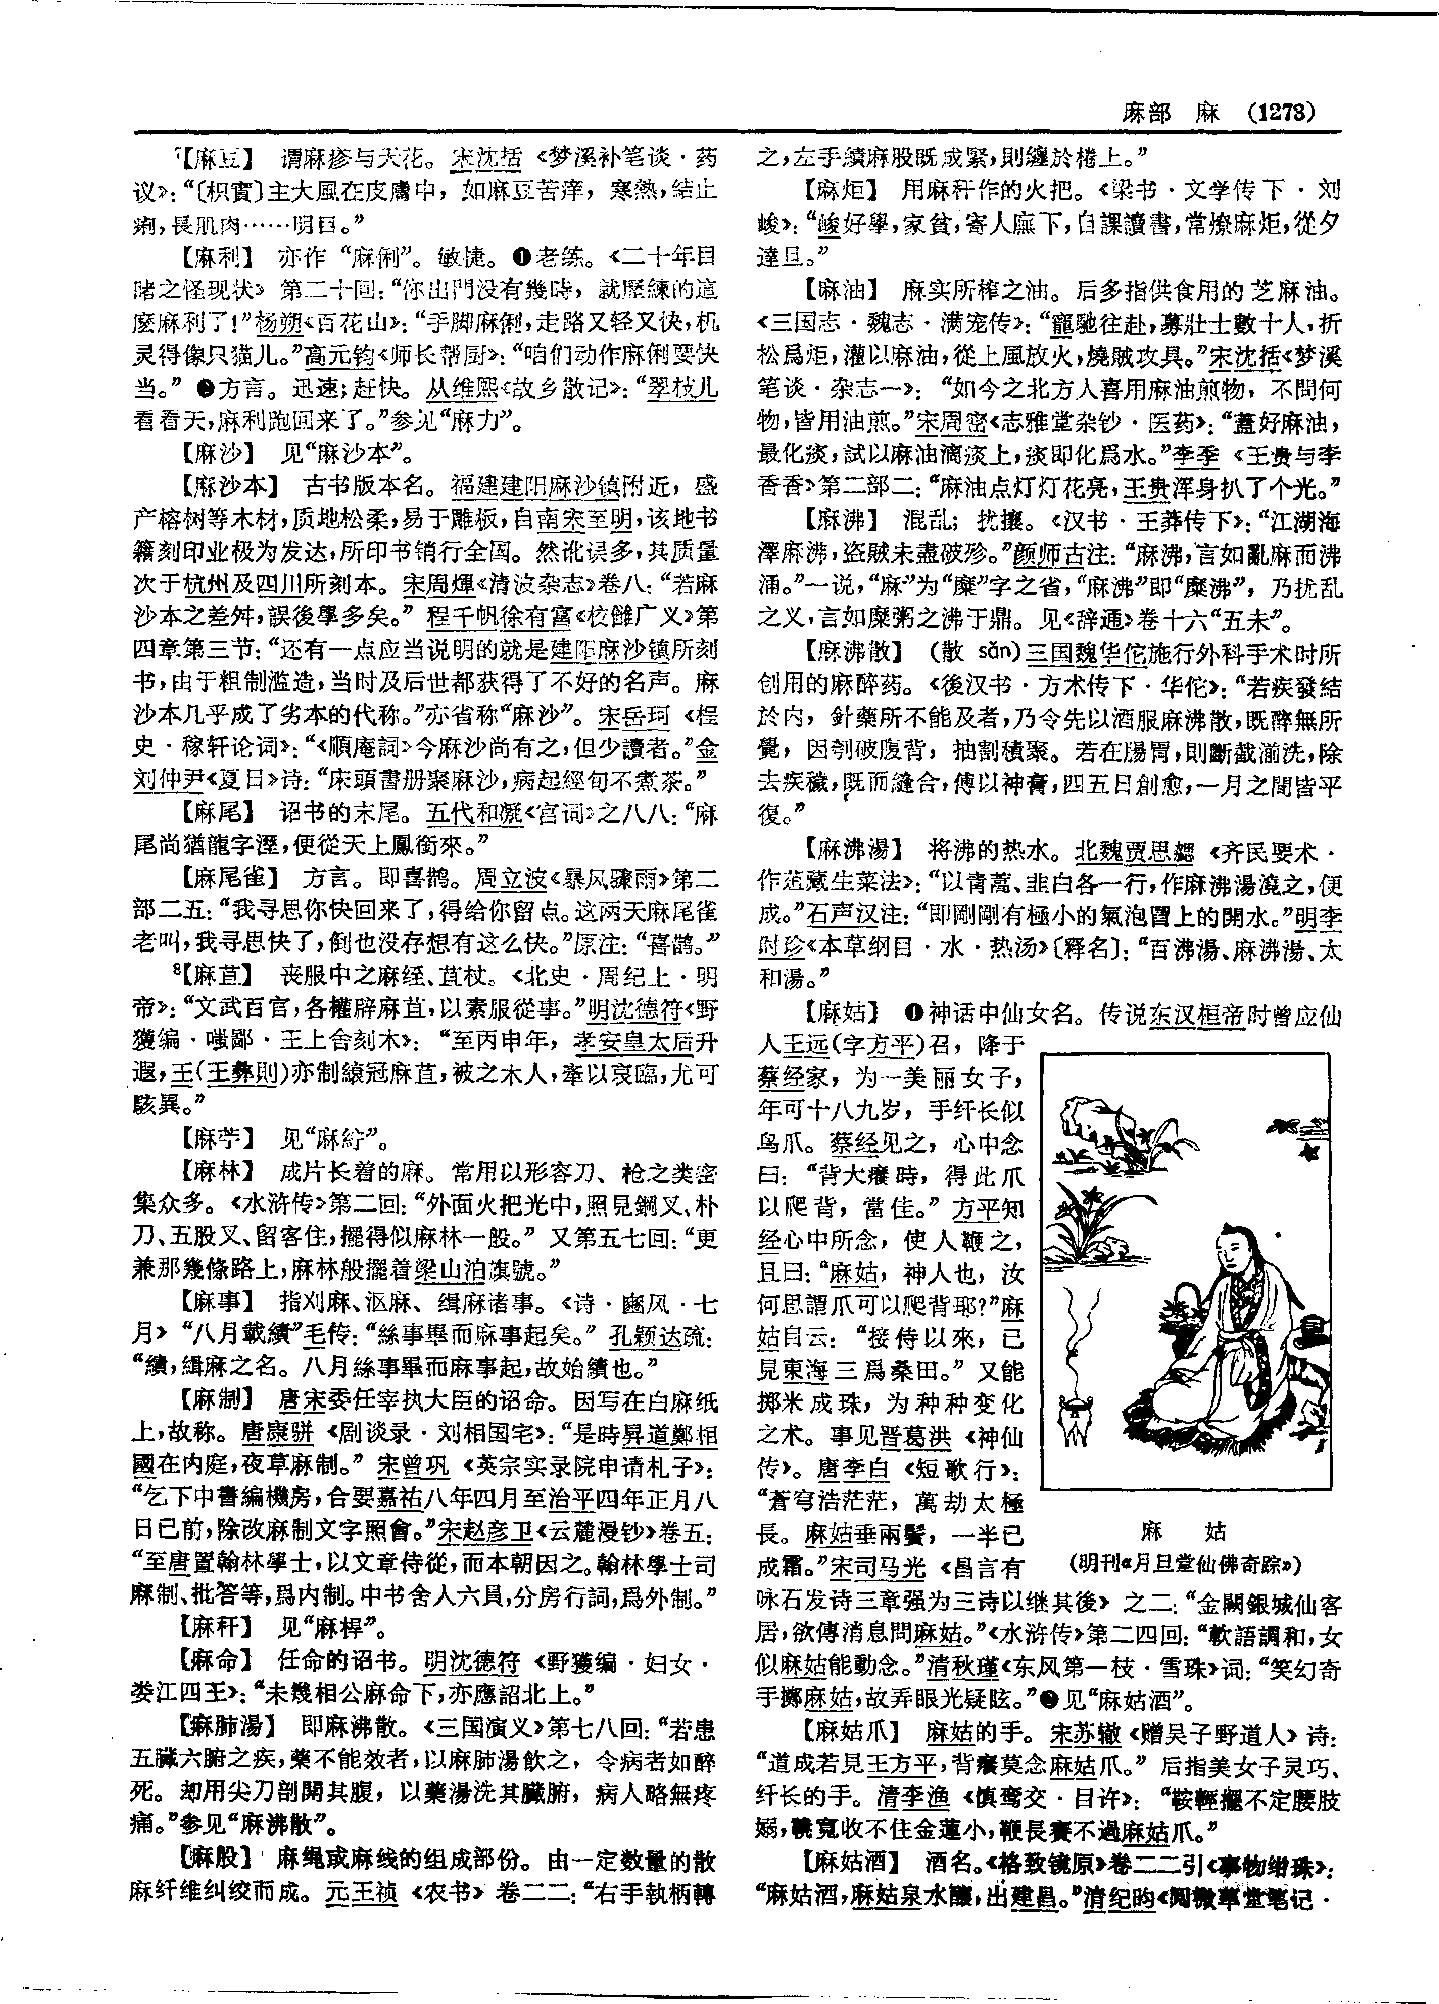 麻部 麻 (1273)
⁷【麻豆】 谓麻疹与天花。宋沈括《梦溪补笔谈·药
议》：“〔枳實〕主大風在皮膚中，如麻豆苦痒，寒熱，結止
痢，長肌肉……明目。”
【麻利】 亦作“麻俐”。敏捷。❶老练。《二十年目
睹之怪现状》第二十回：“你出門没有幾時，就歷練的這
麽麻利了！”杨朔《百花山》：“手脚麻俐，走路又轻又快，机
灵得像只猫儿。”高元钧《师长帮厨》：“咱们动作麻俐要快
当。”❷方言。迅速；赶快。从维熙《故乡散记》：“翠枝儿
看看天，麻利跑回来了。”参见“麻力”。
【麻沙】 见“麻沙本”。
【麻沙本】 古书版本名。福建建阳麻沙镇附近，盛
产榕树等木材，质地松柔，易于雕板，自南宋至明，该地书
籍刻印业极为发达，所印书销行全国。然讹误多，其质量
次于杭州及四川所刻本。宋周煇《清波杂志》卷八：“若麻
沙本之差舛，誤後學多矣。”程千帆徐有富《校雠广义》第
四章第三节：“还有一点应当说明的就是建阳麻沙镇所刻
书，由于粗制滥造，当时及后世都获得了不好的名声。麻
沙本几乎成了劣本的代称。”亦省称“麻沙”。宋岳珂《桯
史·稼轩论词》：“《順庵詞》今麻沙尚有之，但少讀者。”金
刘仲尹《夏日》诗：“床頭書册聚麻沙，病起經旬不煮茶。”
【麻尾】 诏书的末尾。五代和凝《宫词》之八八：“麻
尾尚猶龍字溼，便從天上鳳銜來。”
【麻尾雀】 方言。即喜鹊。周立波《暴风骤雨》第二
部二五：“我寻思你快回来了，得给你留点。这两天麻尾雀
老叫，我寻思快了，倒也没存想有这么快。”原注：“喜鹊。”
⁸【麻苴】 丧服中之麻绖、苴杖。《北史·周纪上·明
帝》：“文武百官，各權辟麻苴，以素服從事。”明沈德符《野
獲编·嗤鄙·王上舍刻木》：“至丙申年，孝安皇太后升
遐，王(王彝則)亦制縗冠麻苴，被之木人，牽以哀臨，尤可
駭異。”
【麻苧】 见“麻紵”。
【麻林】 成片长着的麻。常用以形容刀、枪之类密
集众多。《水浒传》第二回：“外面火把光中，照見鋼叉、朴
刀、五股叉、留客住，擺得似麻林一般。”又第五七回：“更
兼那幾條路上，麻林般擺着梁山泊旗號。”
【麻事】 指刈麻、沤麻、缉麻诸事。《诗·豳风·七
月》“八月載績”毛传：“絲事畢而麻事起矣。”孔颖达疏：
“績，緝麻之名。八月絲事畢而麻事起，故始績也。”
【麻制】 唐宋委任宰执大臣的诏命。因写在白麻纸
上，故称。唐康骈《剧谈录·刘相国宅》：“是時昇道鄭相
國在内庭，夜草麻制。”宋曾巩《英宗实录院申请札子》：
“乞下中書編機房，合要嘉祐八年四月至治平四年正月八
日已前，除改麻制文字照會。”宋赵彦卫《云麓漫钞》卷五：
“至唐置翰林學士，以文章侍從，而本朝因之。翰林學士司
麻制、批答等，爲内制。中书舍人六員，分房行詞，爲外制。”
【麻秆】 见“麻稈”。
【麻命】 任命的诏书。明沈德符《野獲编·妇女·
娄江四王》：“未幾相公麻命下，亦應詔北上。”
【麻肺湯】 即麻沸散。《三国演义》第七八回：“若患
五臟六腑之疾，藥不能效者，以麻肺湯飲之，令病者如醉
死。却用尖刀剖開其腹，以藥湯洗其臟腑，病人略無疼
痛。”参见“麻沸散”。
【麻股】 麻绳或麻线的组成部份。由一定数量的散
麻纤维纠绞而成。元王祯《农书》卷二二：“右手執柄轉
之，左手續麻股既成緊，則纏於棬上。”
【麻炬】 用麻秆作的火把。《梁书·文学传下·刘
峻》：“峻好學，家貧，寄人廡下，自課讀書，常燎麻炬，從夕
達旦。”
【麻油】 麻实所榨之油。后多指供食用的芝麻油。
《三国志·魏志·满宠传》：“寵馳往赴，募壯士數十人，折
松爲炬，灌以麻油，從上風放火，燒賊攻具。”宋沈括《梦溪
笔谈·杂志一》：“如今之北方人喜用麻油煎物，不問何
物，皆用油煎。”宋周密《志雅堂杂钞·医药》：“蓋好麻油，
最化痰，試以麻油滴痰上，痰即化爲水。”李季《王贵与李
香香》第二部二：“麻油点灯灯花亮，王贵浑身扒了个光。”
【麻沸】 混乱；扰攘。《汉书·王莽传下》：“江湖海
澤麻沸，盜賊未盡破殄。”颜师古注：“麻沸，言如亂麻而沸
涌。”一说，“麻”为“糜”字之省，“麻沸”即“糜沸”，乃扰乱
之义，言如糜粥之沸于鼎。见《辞通》卷十六“五未”。
【麻沸散】 (散 sǎn)三国魏华佗施行外科手术时所
创用的麻醉药。《後汉书·方术传下·华佗》：“若疾發結
於内，針藥所不能及者，乃令先以酒服麻沸散，既醉無所
覺，因刳破腹背，抽割積聚。若在腸胃，則斷截湔洗，除
去疾穢，既而縫合，傅以神膏，四五日創愈，一月之間皆平
復。”
【麻沸湯】 将沸的热水。北魏贾思勰《齐民要术·
作菹藏生菜法》：“以青蒿、韭白各一行，作麻沸湯澆之，便
成。”石声汉注：“即剛剛有極小的氣泡冒上的開水。”明李
时珍《本草纲目·水·热汤》〔释名〕：“百沸湯、麻沸湯、太
和湯。”
【麻姑】 ❶神话中仙女名。传说东汉桓帝时曾应仙
人王远(字方平)召，降于
蔡经家，为一美丽女子，
年可十八九岁，手纤长似
鸟爪。蔡经见之，心中念
曰：“背大癢時，得此爪
以爬背，當佳。”方平知
经心中所念，使人鞭之，
且曰：“麻姑，神人也，汝
何思謂爪可以爬背耶？”麻
姑自云：“接侍以來，已
見東海三爲桑田。”又能
掷米成珠，为种种变化
之术。事见晋葛洪《神仙
传》。唐李白《短歌行》：
“蒼穹浩茫茫，萬劫太極
長。麻姑垂兩鬢，一半已
成霜。”宋司马光《昌言有
咏石发诗三章强为三诗以继其後》之二：“金闕銀城仙客
居，欲傳消息問麻姑。”《水浒传》第二四回：“軟語調和，女
似麻姑能動念。”清秋瑾《东风第一枝·雪珠》词：“笑幻奇
手擲麻姑，故弄眼光疑眩。”❷见“麻姑酒”。
麻 姑
(明刊《月旦堂仙佛奇踪》)
【麻姑爪】 麻姑的手。宋苏辙《赠吴子野道人》诗：
“道成若見王方平，背癢莫念麻姑爪。”后指美女子灵巧、
纤长的手。清李渔《慎鸾交·目许》：“鞍輕擺不定腰肢
嫋，韉寬收不住金蓮小，鞭長賽不過麻姑爪。”
【麻姑酒】 酒名。《格致镜原》卷二二引《事物绀珠》：
“麻姑酒，麻姑泉水釀，出建昌。”清纪昀《閱微草堂笔记·